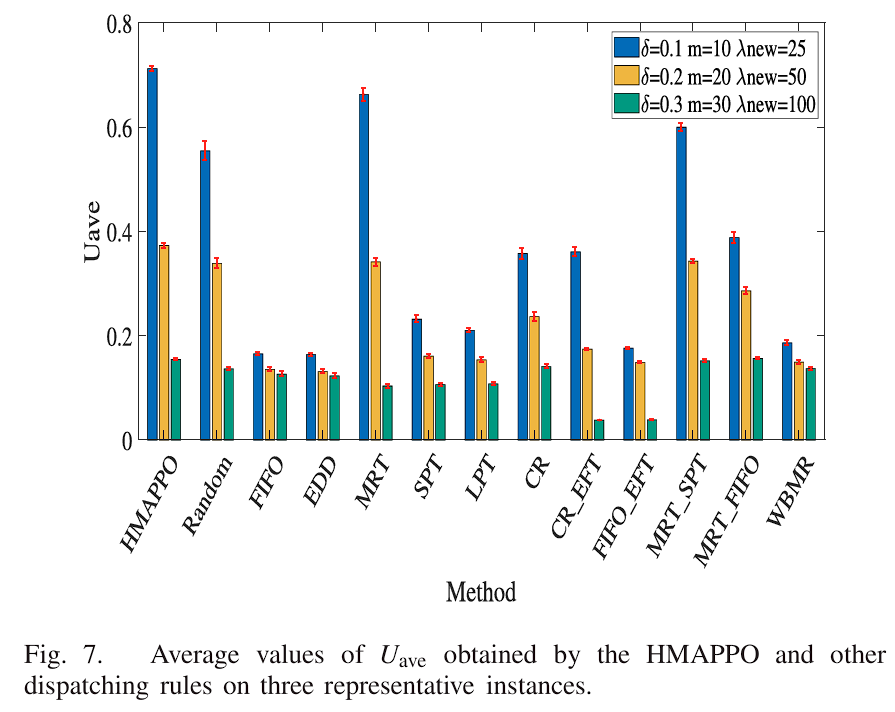 0.8
0.6
0.4
0.2
0
Uave
δ=0.1 m=10 λnew=25
δ=0.2 m=20 λnew=50
δ=0.3 m=30 λnew=100
HMAPPO
Random
FIFO
EDD
MRT
SPT
LPT
CR
CR_EFT
FIFO_EFT
MRT_SPT
MRT_FIFO
WBMR
Method
Fig. 7. Average values of Uave obtained by the HMAPPO and other
dispatching rules on three representative instances.